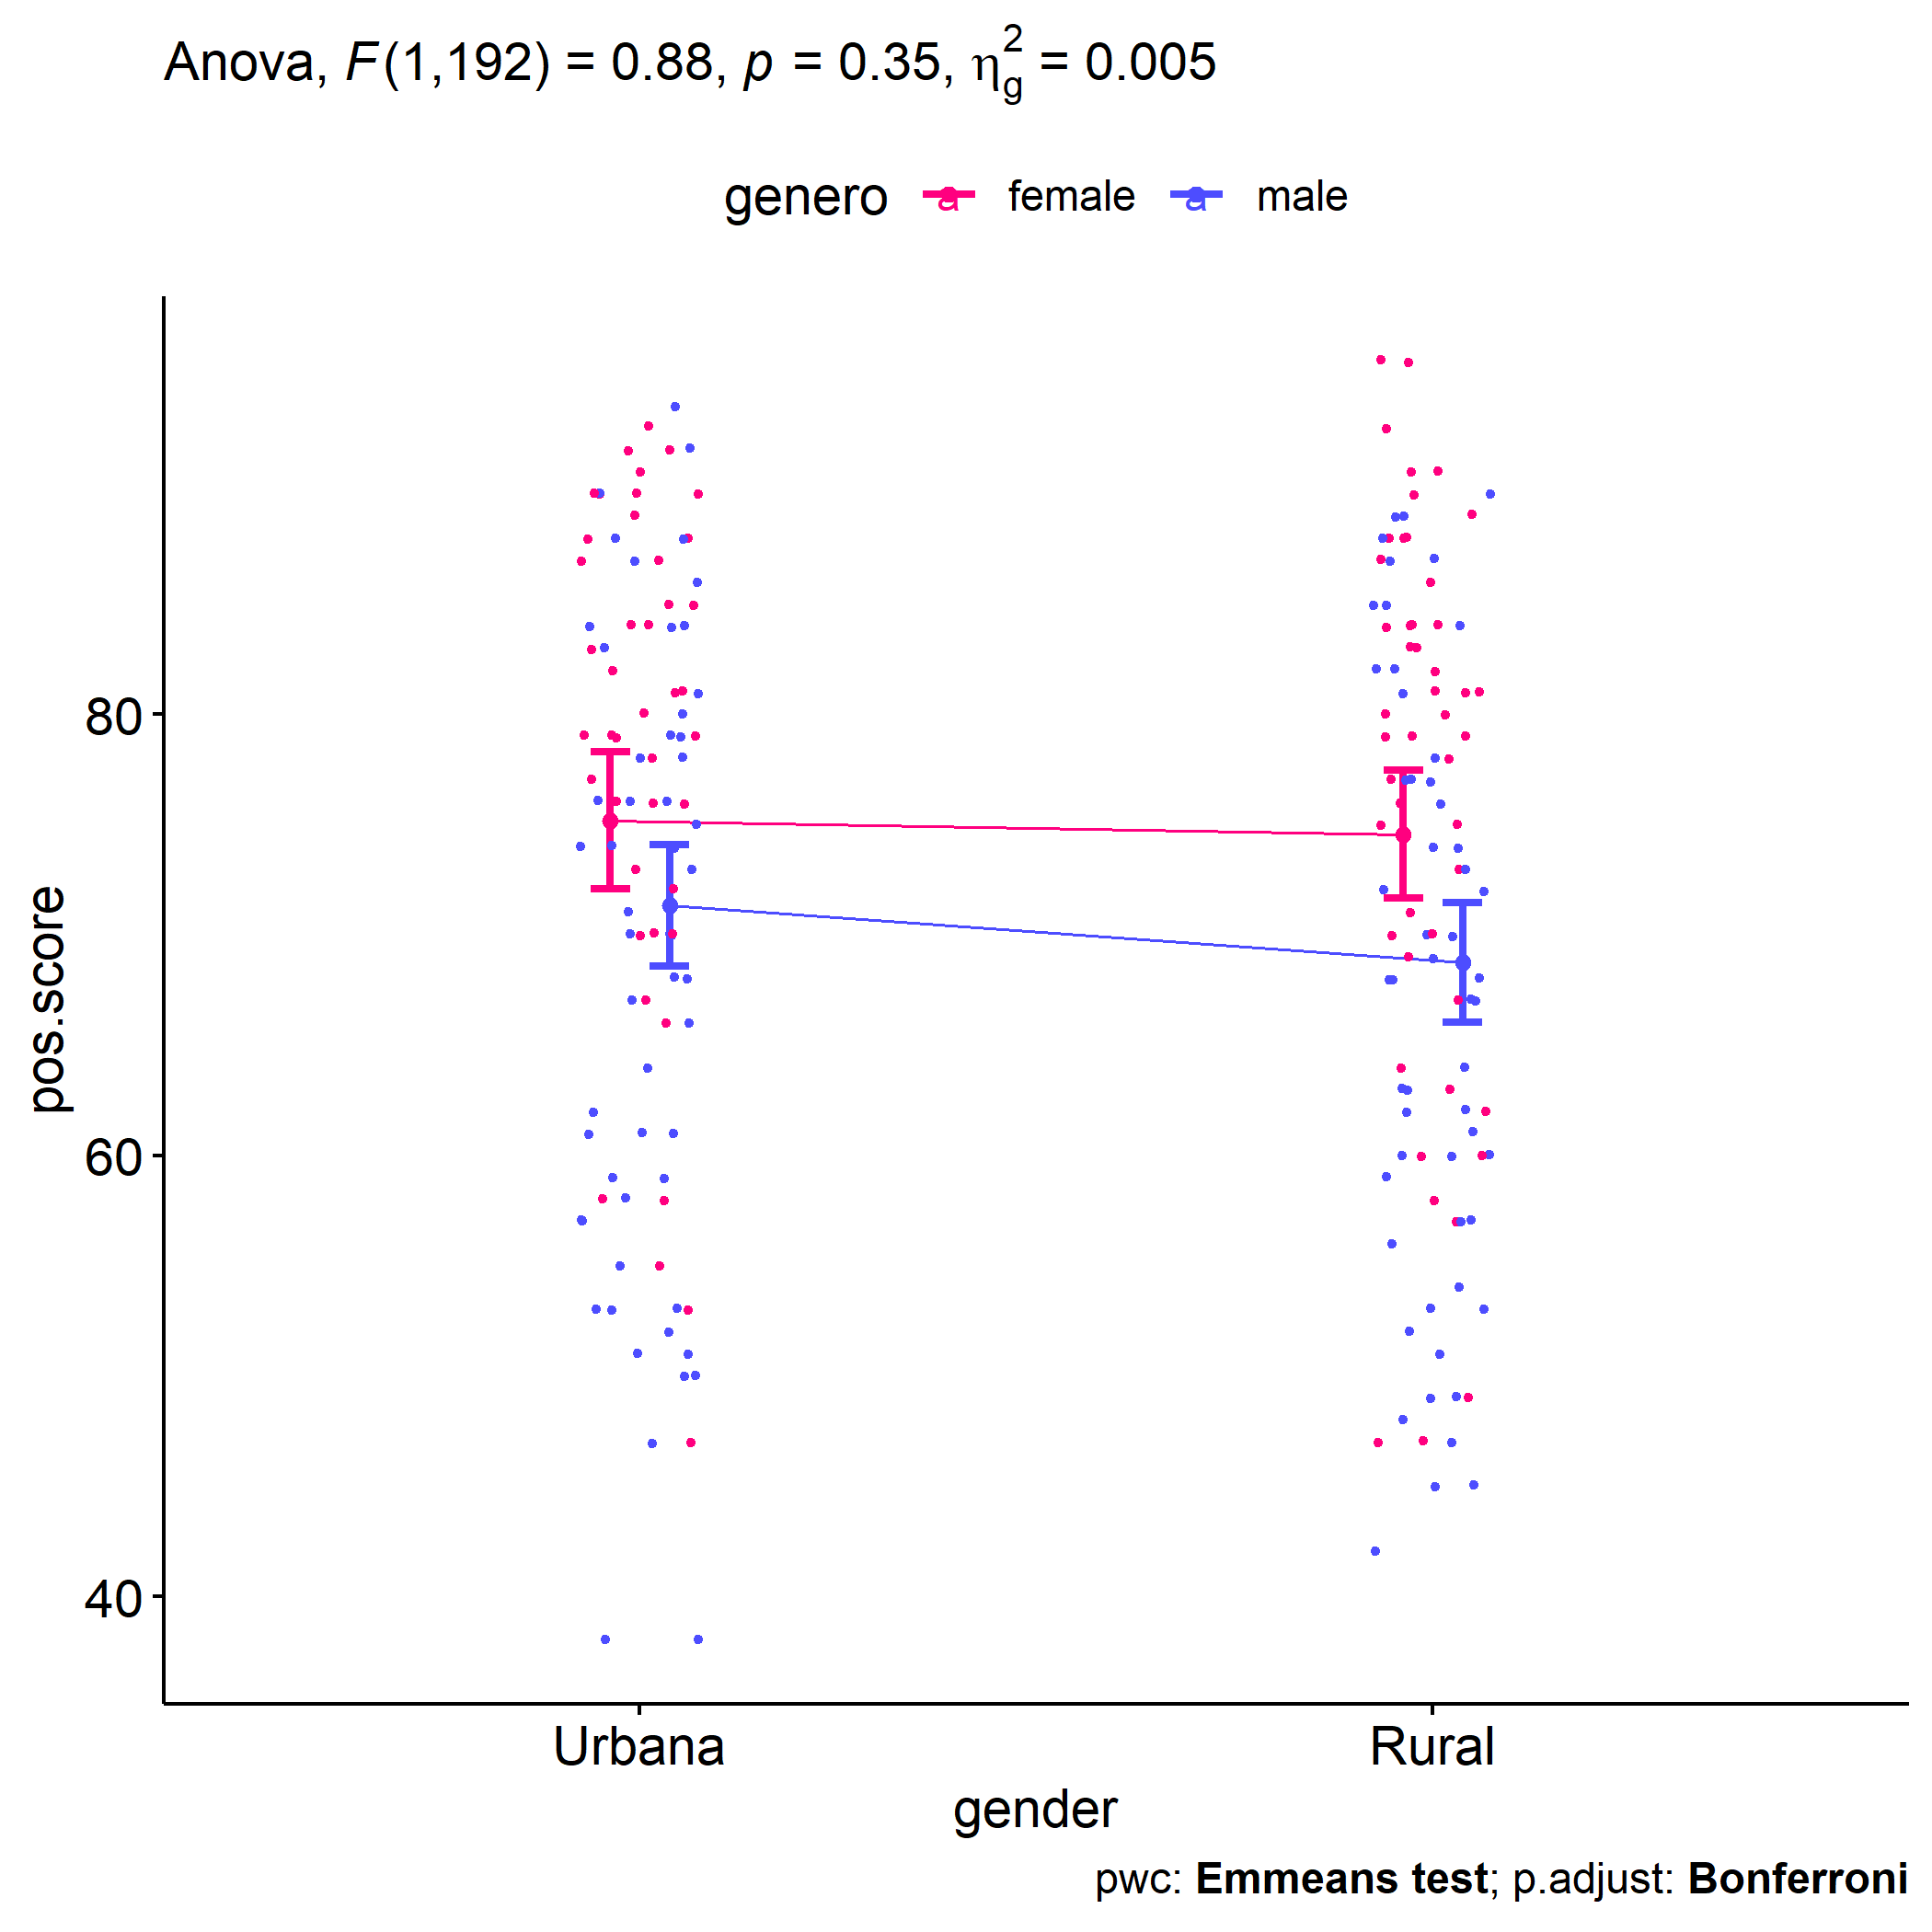 Anova, F(1,192) = 0.88, p = 0.35, η²g = 0.005
genero a female a male
80
60
40
pos.score
Urbana Rural
gender
pwc: Emmeans test; p.adjust: Bonferroni